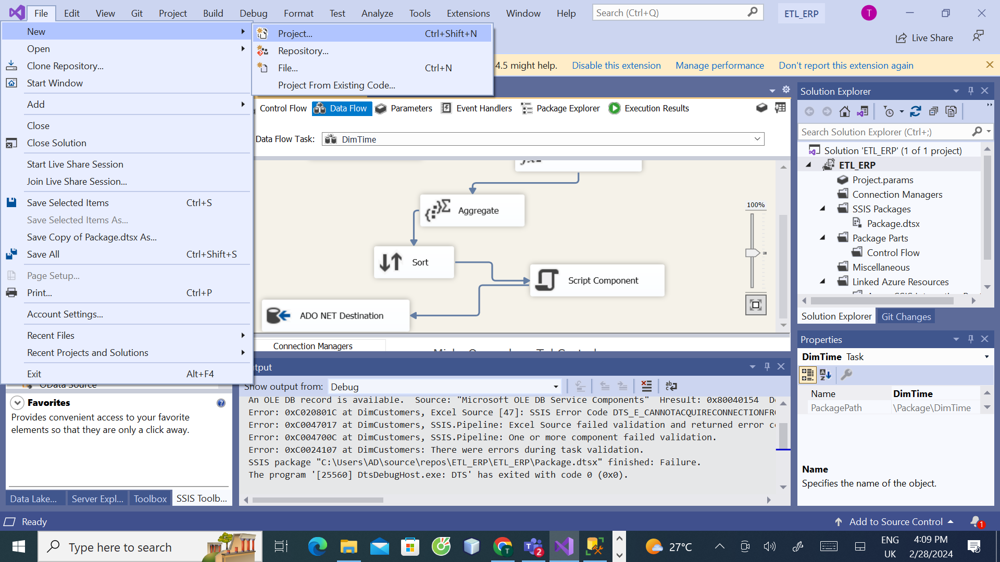 File Edit View Git Project Build Debug Format Test Analyze Tools Extensions Window Help Search (Ctrl+Q) ETL_ERP T
Live Share
New
Open
Clone Repository...
Start Window
Add
Close
Close Solution
Start Live Share Session
Join Live Share Session...
Save Selected Items Ctrl+S
Save Selected Items As...
Save Copy of Package.dtsx As...
Save All Ctrl+Shift+S
Page Setup...
Print... Ctrl+P
Account Settings...
Recent Files
Recent Projects and Solutions
Exit Alt+F4
Project... Ctrl+Shift+N
Repository...
File... Ctrl+N
Project From Existing Code...
4.5 might help. Disable this extension Manage performance Don't report this extension again
Control Flow Data Flow Parameters Event Handlers Package Explorer Execution Results
Data Flow Task: DimTime
Aggregate
Sort
Script Component
ADO NET Destination
100%
Connection Managers
Output
Show output from: Debug
An OLE DB record is available. Source: "Microsoft OLE DB Service Components" Hresult: 0x80040154
Error: 0xC020801C at DimCustomers, Excel Source [47]: SSIS Error Code DTS_E_CANNOTACQUIRECONNECTIONFR
Error: 0xC0047017 at DimCustomers, SSIS.Pipeline: Excel Source failed validation and returned error
Error: 0xC004700C at DimCustomers, SSIS.Pipeline: One or more component failed validation.
Error: 0xC0024107 at DimCustomers: There were errors during task validation.
SSIS package "C:\Users\AD\source\repos\ETL_ERP\ETL_ERP\Package.dtsx" finished: Failure.
The program '[25560] DtsDebugHost.exe: DTS' has exited with code 0 (0x0).
Solution Explorer
Search Solution Explorer (Ctrl+;)
Solution 'ETL_ERP' (1 of 1 project)
ETL_ERP
Project.params
Connection Managers
SSIS Packages
Package.dtsx
Package Parts
Control Flow
Miscellaneous
Linked Azure Resources
Solution Explorer Git Changes
Properties
DimTime Task
Name DimTime
PackagePath \Package\DimTime
Name
Specifies the name of the object.
OData Source
Favorites
Provides convenient access to your favorite
elements so that they are only a click away.
Data Lake... Server Expl... Toolbox SSIS Toolb...
Ready Add to Source Control 1
Type here to search T 2 27°C ENG UK 4:09 PM 2/28/2024